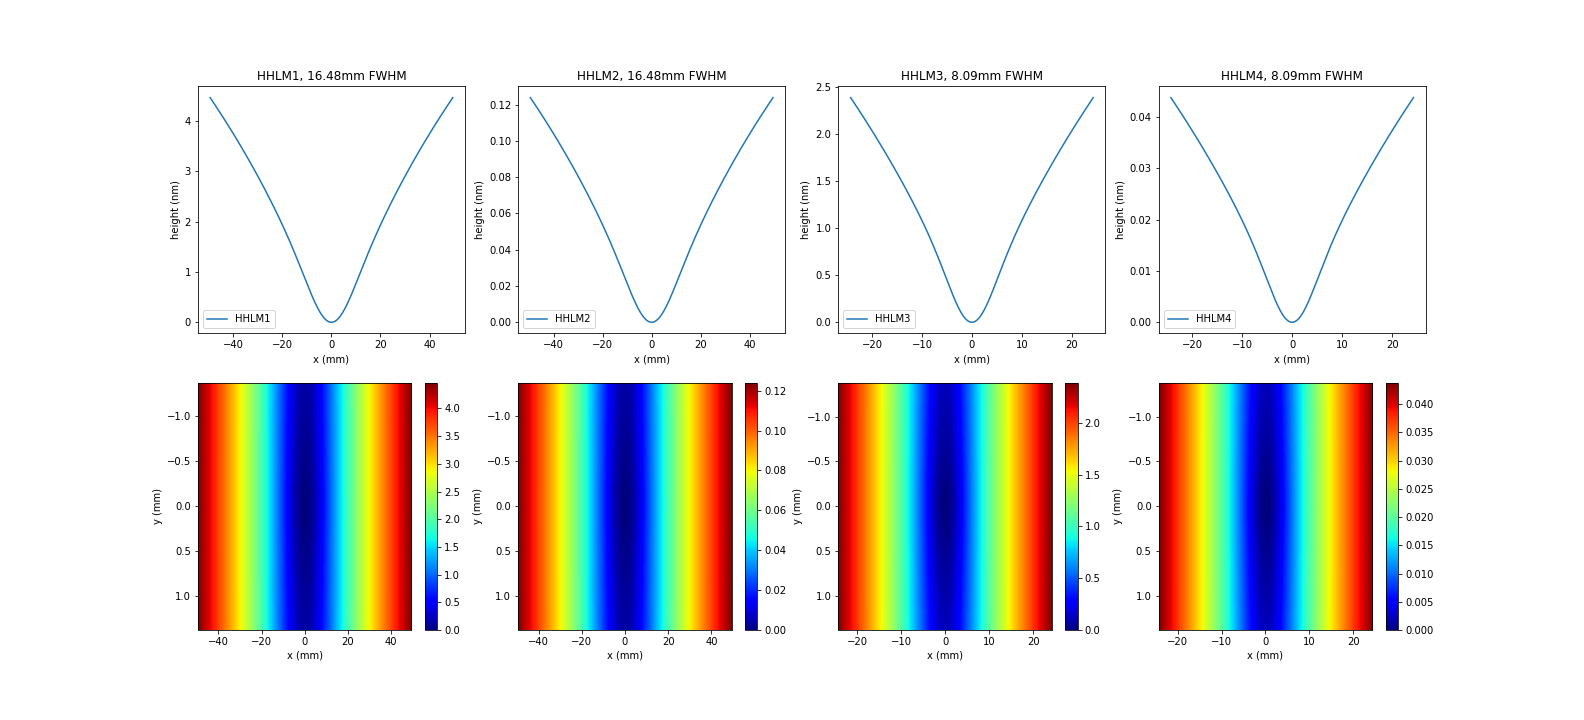 HHLM1, 16.48mm FWHM
HHLM2, 16.48mm FWHM
HHLM3, 8.09mm FWHM
HHLM4, 8.09mm FWHM
height (nm)
4
3
2
1
0
HHLM1
−40 −20 0 20 40
x (mm)
height (nm)
0.12
0.10
0.08
0.06
0.04
0.02
0.00
HHLM2
−40 −20 0 20 40
x (mm)
height (nm)
2.5
2.0
1.5
1.0
0.5
0.0
HHLM3
−20 −10 0 10 20
x (mm)
height (nm)
0.04
0.03
0.02
0.01
0.00
HHLM4
−20 −10 0 10 20
x (mm)
y (mm)
−1.0
−0.5
0.0
0.5
1.0
−40 −20 0 20 40
x (mm)
4.0
3.5
3.0
2.5
2.0
1.5
1.0
0.5
0.0
y (mm)
−1.0
−0.5
0.0
0.5
1.0
−40 −20 0 20 40
x (mm)
0.12
0.10
0.08
0.06
0.04
0.02
0.00
y (mm)
−1.0
−0.5
0.0
0.5
1.0
−20 −10 0 10 20
x (mm)
2.0
1.5
1.0
0.5
0.0
y (mm)
−1.0
−0.5
0.0
0.5
1.0
−20 −10 0 10 20
x (mm)
0.040
0.035
0.030
0.025
0.020
0.015
0.010
0.005
0.000